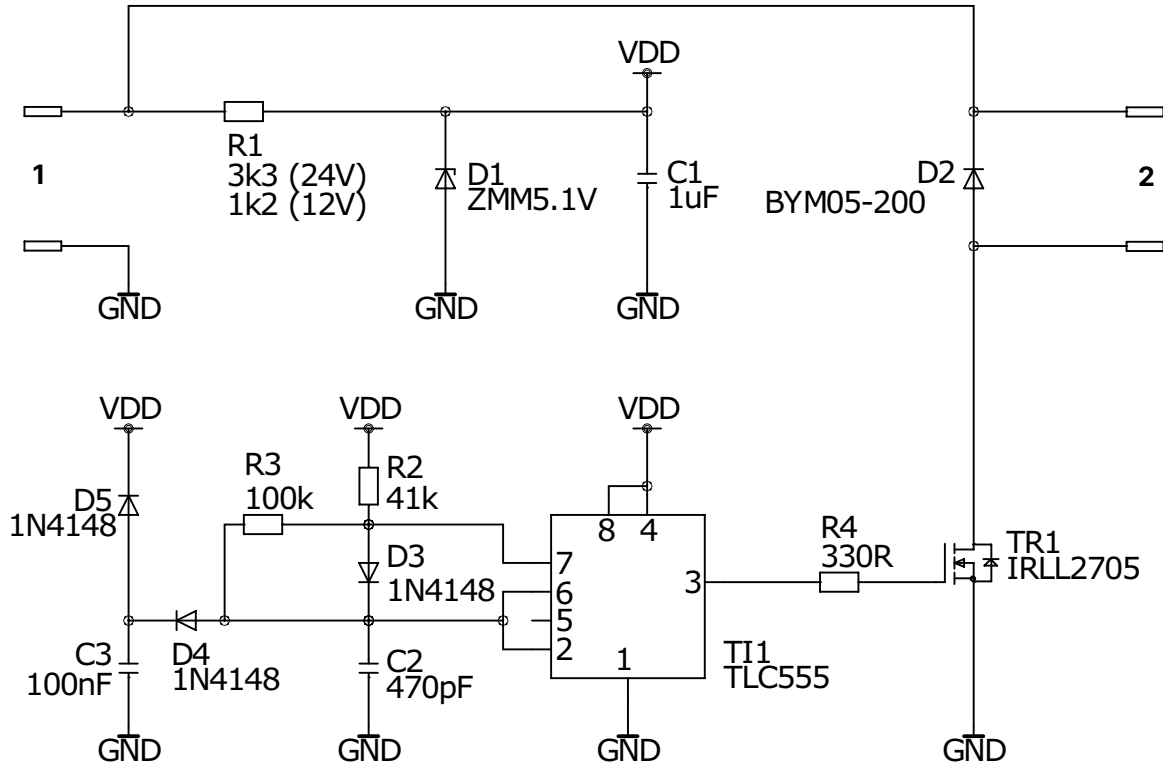 VDD
1
R1
3k3 (24V)
1k2 (12V)
D1
ZMM5.1V
C1
1uF
D2
BYM05-200
2
GND
GND
GND
VDD
VDD
VDD
D5
1N4148
R3
100k
R2
41k
D3
1N4148
8
4
7
6
5
2
3
1
R4
330R
TR1
IRLL2705
C3
100nF
D4
1N4148
C2
470pF
TI1
TLC555
GND
GND
GND
GND